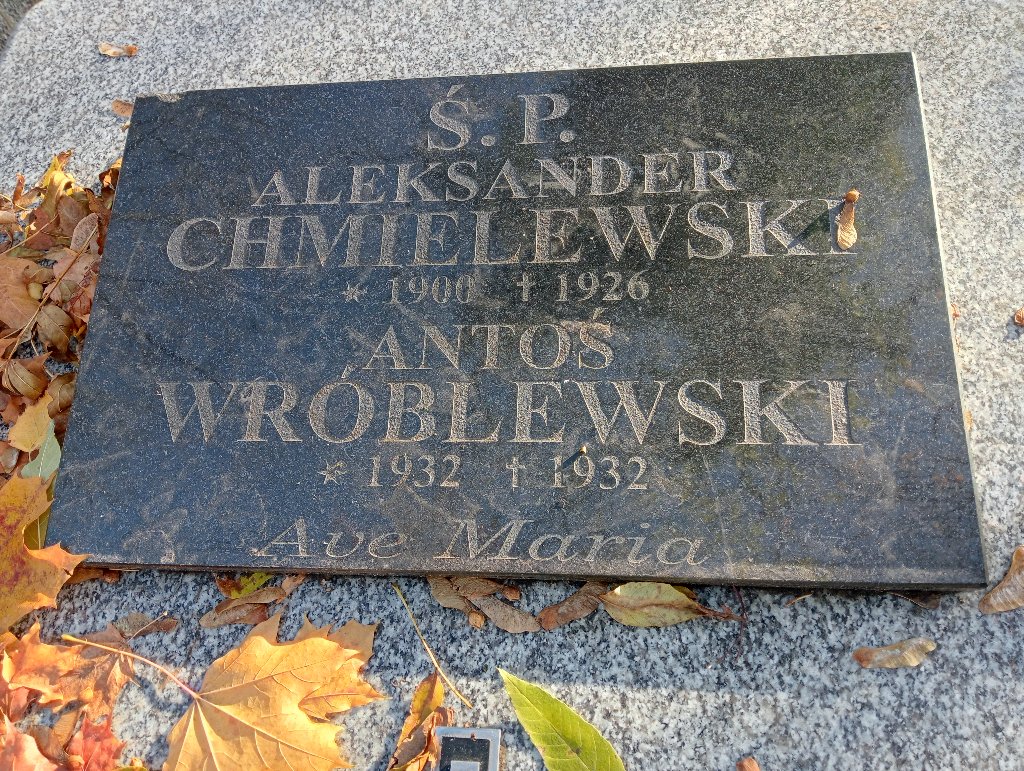 Ś. P.
ALEKSANDER
CHMIELEWSKI
* 1900 † 1926
ANTOŚ
WRÓBLEWSKI
* 1932 † 1932
Ave Maria